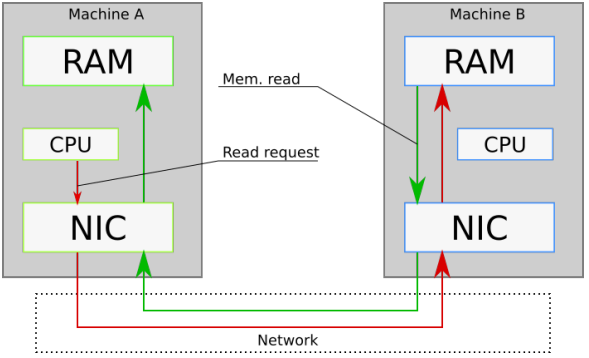 Machine A
Machine B
RAM
RAM
Mem. read
CPU
CPU
Read request
NIC
NIC
Network